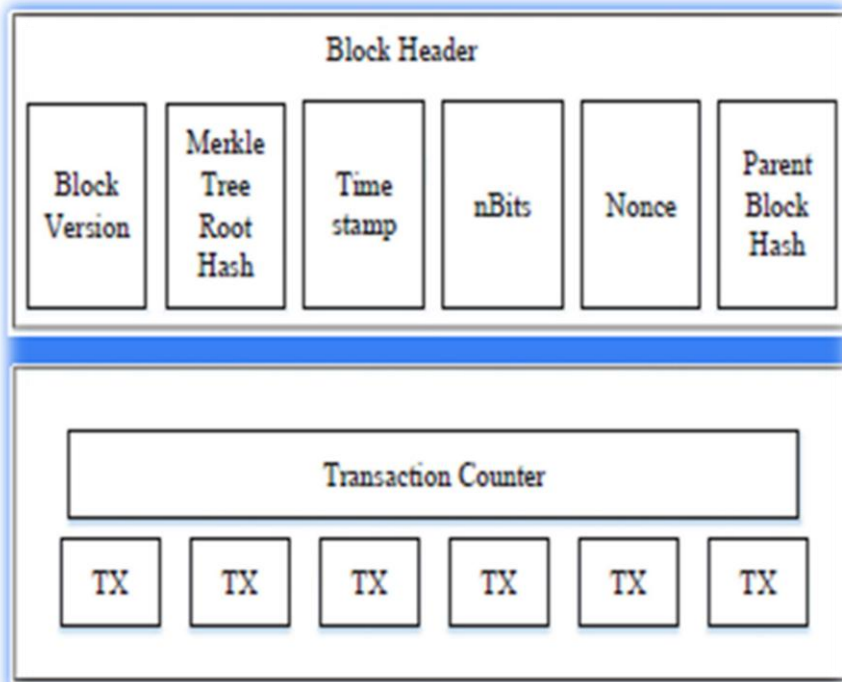 Block Header
Block
Version
Merkle
Tree
Root
Hash
Time
stamp
nBits
Nonce
Parent
Block
Hash
Transaction Counter
TX TX TX TX TX TX